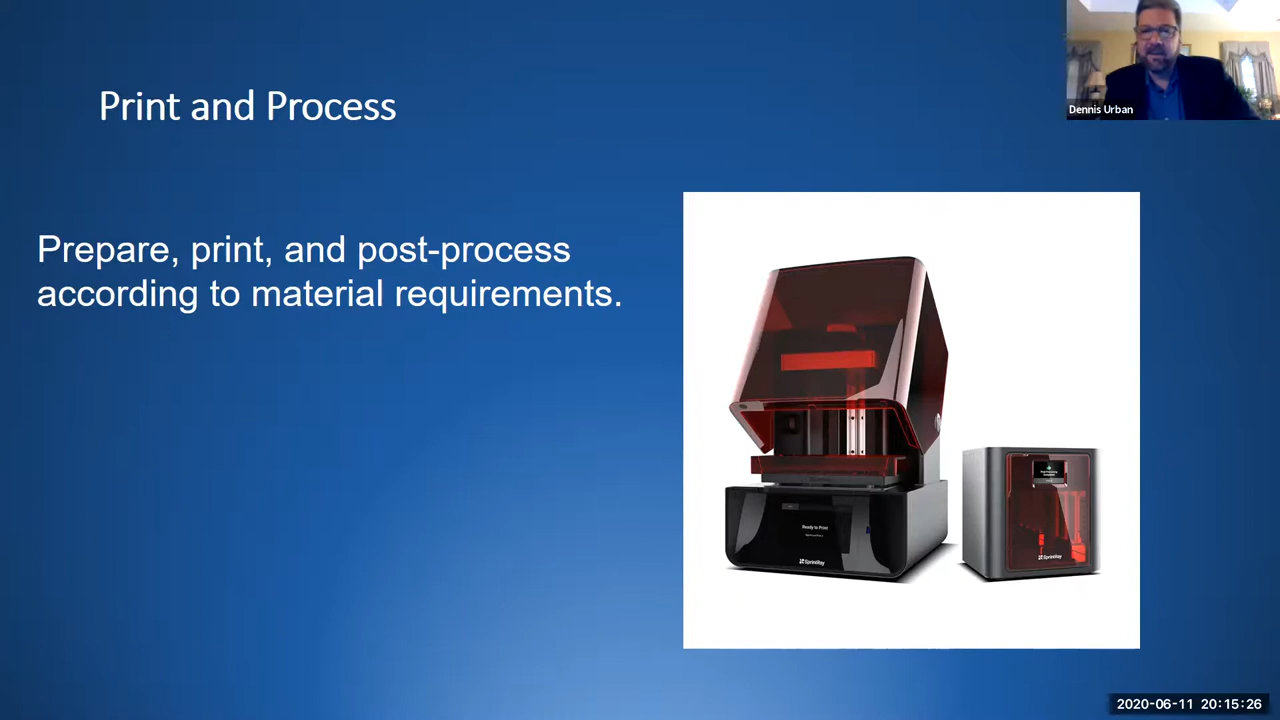 Print and Process
Dennis Urban
Prepare, print, and post-process
according to material requirements.
Ready to Print
SprintRay
SprintRay
2020-06-11 20:15:26